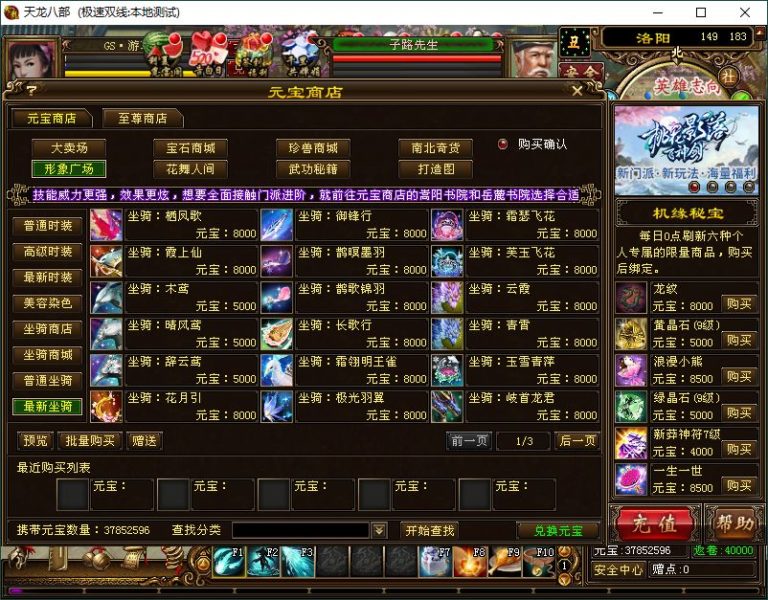 天龙八部 (极速双线:本地测试)
GS·游
子路先生
丑
洛阳 149 183
北
安全
英雄志向
社
? 元宝商店
元宝商店 至尊商店
大卖场 宝石商城 珍兽商城 南北奇货 购买确认
形象广场 花舞人间 武功秘籍 打造图
技能威力更强，效果更炫，想要全面接触门派进阶，就前往元宝商店的嵩阳书院和岳麓书院选择合适
普通时装
高级时装
最新时装
美容染色
坐骑商店
坐骑商城
普通坐骑
最新坐骑
坐骑：栖凤歌 坐骑：御锋行 坐骑：霜瑟飞花
元宝：8000 元宝：8000 元宝：8000
坐骑：霞上仙 坐骑：鹊暝墨羽 坐骑：芙玉飞花
元宝：8000 元宝：8000 元宝：8000
坐骑：木鸢 坐骑：鹊歌锦羽 坐骑：云霞
元宝：5000 元宝：8000 元宝：8000
坐骑：晴风鸢 坐骑：长歌行 坐骑：青霄
元宝：5000 元宝：8000 元宝：8000
坐骑：辞云鸢 坐骑：霜翎明王雀 坐骑：玉雪青萍
元宝：5000 元宝：8000 元宝：8000
坐骑：花月引 坐骑：极光羽翼 坐骑：岐首龙君
元宝：8000 元宝：8000 元宝：8000
预览 批量购买 赠送 前一页 1/3 后一页
最近购买列表
元宝： 元宝： 元宝： 元宝： 元宝：
携带元宝数量：37852596 查找分类 开始查找 兑换元宝
新门派·新玩法·海量福利
机缘秘宝
每日0点刷新六种个
人专属的限量商品，购买
后绑定。
龙纹
元宝：8000 购买
黄晶石(9级)
元宝：5000 购买
浪漫小熊
元宝：8500 购买
绿晶石(9级)
元宝：5000 购买
新莽神符7级
元宝：4000 购买
一生一世
元宝：8500 购买
充值 帮助
元宝:37852596 返卷:40000
安全中心 赠点:0
F1 F2 F3 F7 F8 F9 F10
1